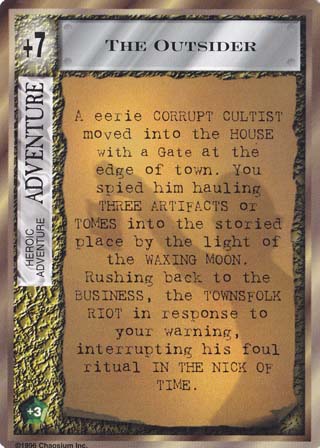 +7
THE OUTSIDER
HEROIC
ADVENTURE
ADVENTURE
A eerie CORRUPT CULTIST
moved into the HOUSE
with a Gate at the
edge of town. You
spied him hauling
THREE ARTIFACTS or
TOMES into the storied
place by the light of
the WAXING MOON.
Rushing back to the
BUSINESS, the TOWNSFOLK
RIOT in response to
your warning,
interrupting his foul
ritual IN THE NICK OF
TIME.
+3
©1996 Chaosium Inc.